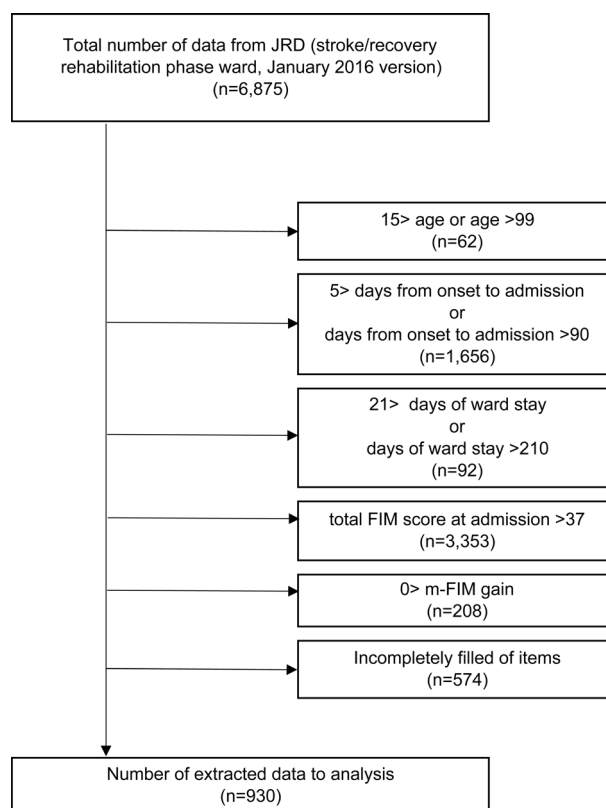 Total number of data from JRD (stroke/recovery
rehabilitation phase ward, January 2016 version)
(n=6,875)
15> age or age >99
(n=62)
5> days from onset to admission
or
days from onset to admission >90
(n=1,656)
21>  days of ward stay
or
days of ward stay >210
(n=92)
total FIM score at admission >37
(n=3,353)
0> m-FIM gain
(n=208)
Incompletely filled of items
(n=574)
Number of extracted data to analysis
(n=930)